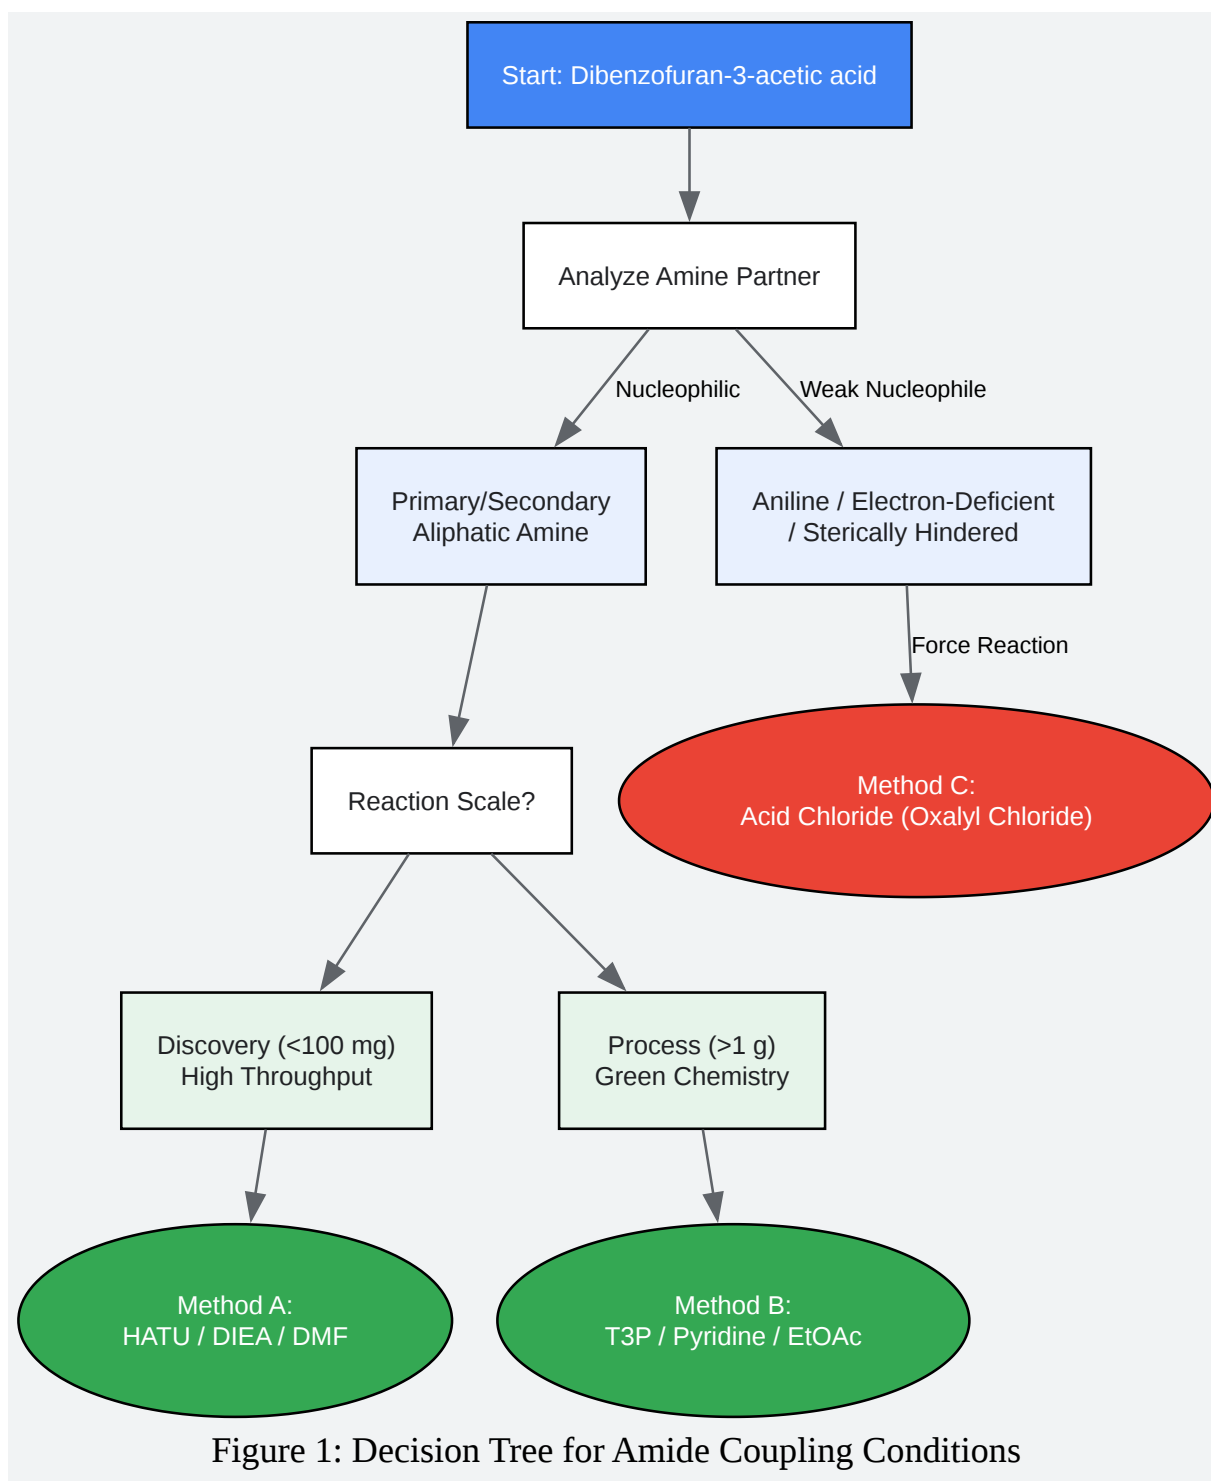 Start: Dibenzofuran-3-acetic acid
Analyze Amine Partner
Nucleophilic
Weak Nucleophile
Primary/Secondary
Aliphatic Amine
Aniline / Electron-Deficient
/ Sterically Hindered
Force Reaction
Reaction Scale?
Method C:
Acid Chloride (Oxalyl Chloride)
Discovery (<100 mg)
High Throughput
Process (>1 g)
Green Chemistry
Method A:
HATU / DIEA / DMF
Method B:
T3P / Pyridine / EtOAc
Figure 1: Decision Tree for Amide Coupling Conditions